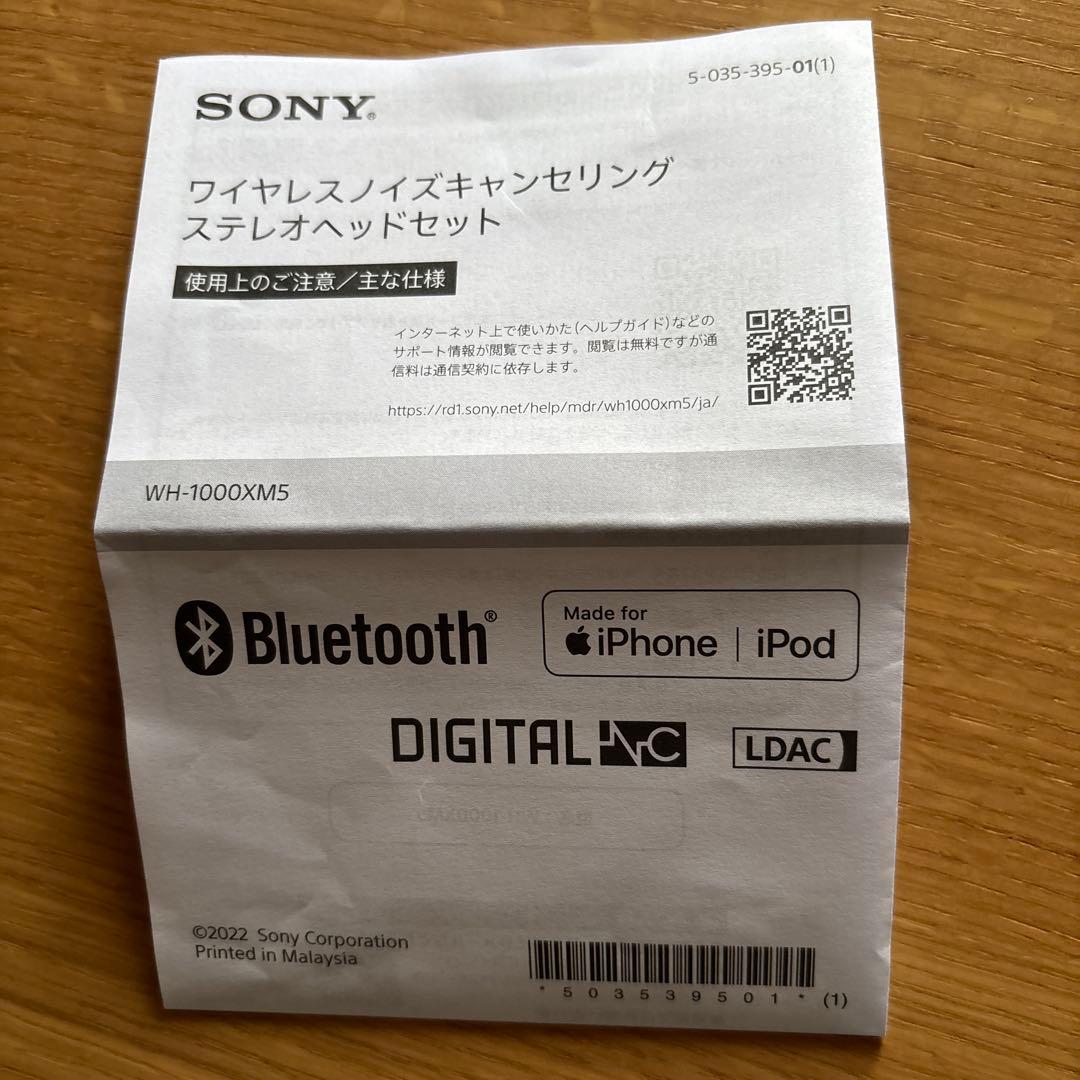 5-035-395-01(1)
SONY®
ワイヤレスノイズキャンセリング
ステレオヘッドセット
使用上のご注意／主な仕様
インターネット上で使いかた（ヘルプガイド）などの
サポート情報が閲覧できます。閲覧は無料ですが通
信料は通信契約に依存します。
https://rd1.sony.net/help/mdr/wh1000xm5/ja/
WH-1000XM5
Bluetooth®
Made for
iPhone | iPod
DIGITAL NC
LDAC
©2022 Sony Corporation
Printed in Malaysia
* 5 0 3 5 3 9 5 0 1 * (1)